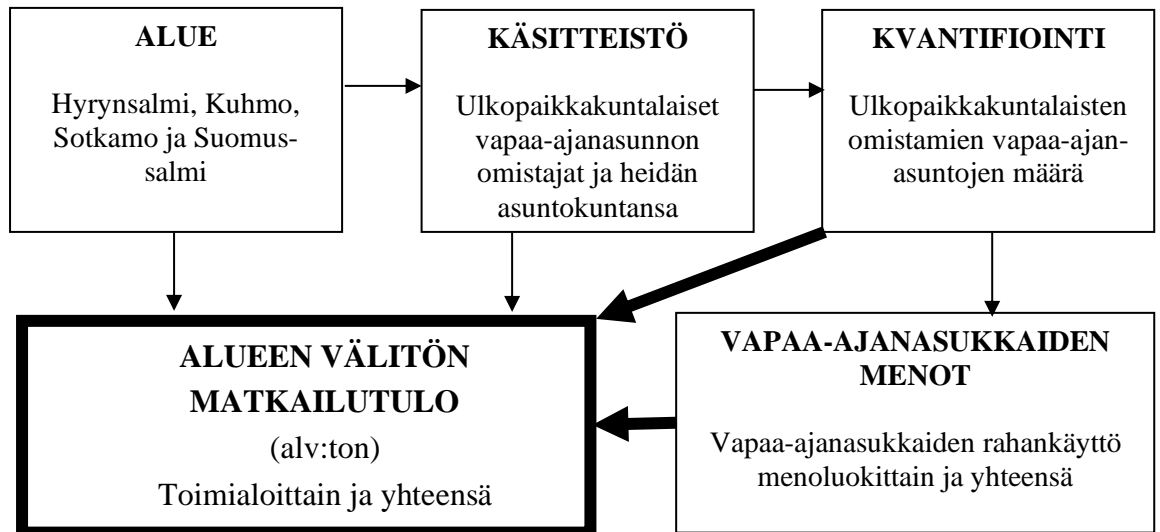 ALUE
Hyrynsalmi, Kuhmo,
Sotkamo ja Suomus-
salmi
KÄSITTEISTÖ
Ulkopaikkakuntalaiset
vapaa-ajanasunnon
omistajat ja heidän
asuntokuntansa
KVANTIFIOINTI
Ulkopaikkakuntalaisten
omistamien vapaa-ajan-
asuntojen määrä
ALUEEN VÄLITÖN
MATKAILUTULO
(alv:ton)
Toimialoittain ja yhteensä
VAPAA-AJANASUKKAIDEN
MENOT
Vapaa-ajanasukkaiden rahankäyttö
menoluokittain ja yhteensä